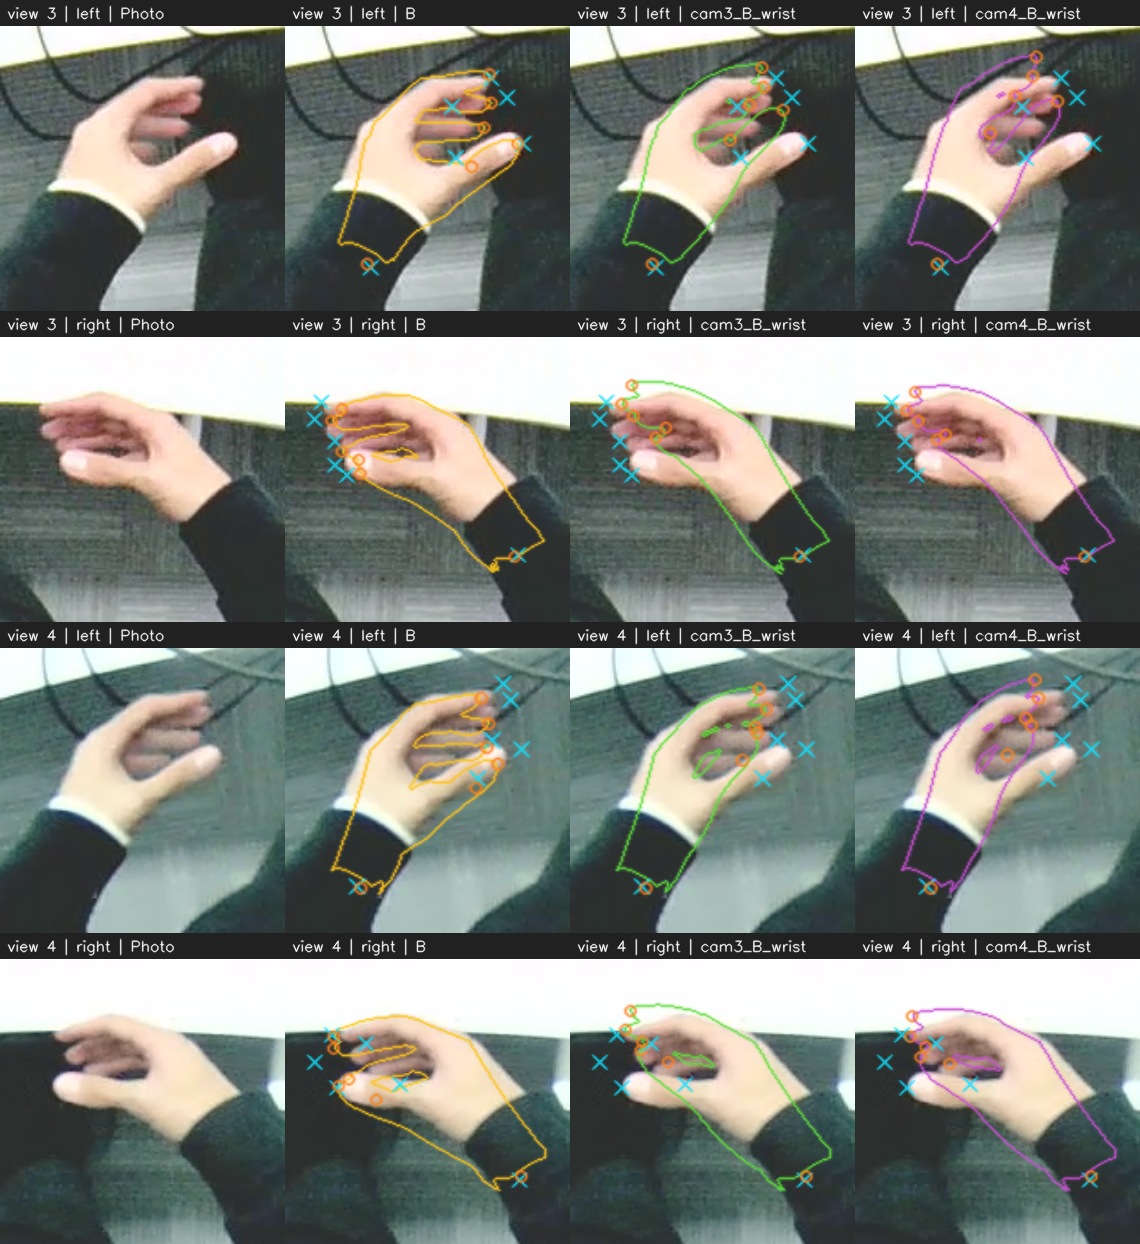 view 3 | left | Photo
view 3 | left | B
view 3 | left | cam3_B_wrist
view 3 | left | cam4_B_wrist
view 3 | right | Photo
view 3 | right | B
view 3 | right | cam3_B_wrist
view 3 | right | cam4_B_wrist
view 4 | left | Photo
view 4 | left | B
view 4 | left | cam3_B_wrist
view 4 | left | cam4_B_wrist
view 4 | right | Photo
view 4 | right | B
view 4 | right | cam3_B_wrist
view 4 | right | cam4_B_wrist